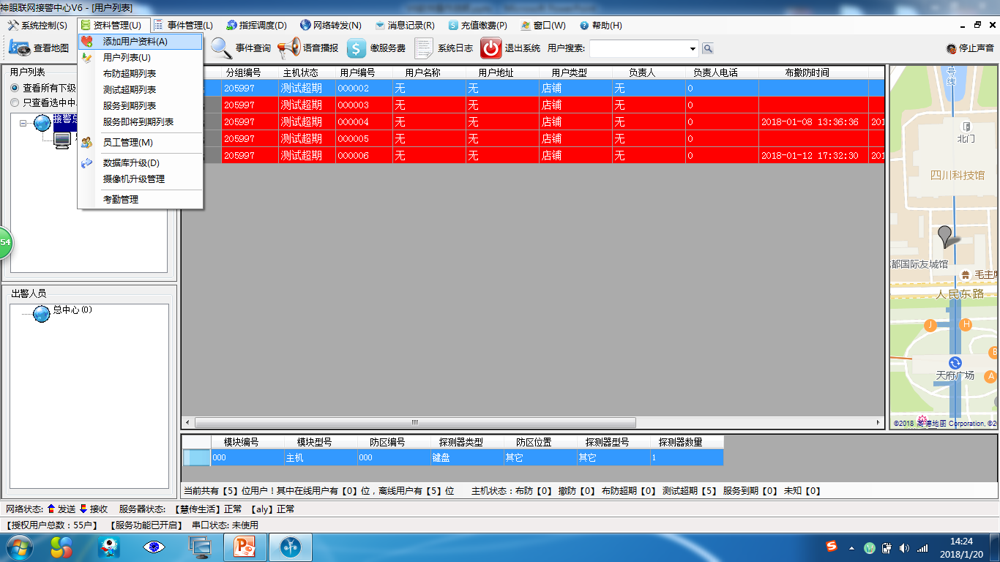 神眼联网接警中心V6 - [用户列表]
系统控制(S) 资料管理(U) 事件管理(L) 指挥调度(D) 网络转发(N) 消息记录(R) 充值缴费(P) 窗口(W) 帮助(H)
查看地图 事件查询 语音播报 缴服务费 系统日志 退出系统 用户搜索: 停止声音
添加用户资料(A)
用户列表(U)
布防超期列表
测试超期列表
服务到期列表
服务即将到期列表
员工管理(M)
数据库升级(D)
摄像机升级管理
考勤管理
用户列表
查看所有下级
只查看选中中
接警总
54
出警人员
总中心(0)
分组编号 主机状态 用户编号 用户名称 用户地址 用户类型 负责人 负责人电话 布撤防时间
205997 测试超期 000002 无 无 店铺 无 0
205997 测试超期 000003 无 无 店铺 无 0
205997 测试超期 000004 无 无 店铺 无 0 2018-01-08 13:36:36 201
205997 测试超期 000005 无 无 店铺 无 0
205997 测试超期 000006 无 无 店铺 无 0 2018-01-12 17:32:30 201
号线
北门
四川科技馆
都国际友城馆
毛主席
人民东路
J H
B
天府广场
A
©2018 高德地图 Corporation, ©20
模块编号 模块型号 防区编号 探测器类型 防区位置 探测器型号 探测器数量
000 主机 000 键盘 其它 其它 1
当前共有【5】位用户！其中在线用户有【0】位，离线用户有【5】位 主机状态：布防【0】 撤防【0】 布防超期【0】 测试超期【5】 服务到期【0】 未知【0】
网络状态: 发送 接收 服务器状态: 【慧传生活】正常 【aly】正常
【授权用户总数：55户】 【服务功能已开启】 串口状态: 未使用
14:24
2018/1/20